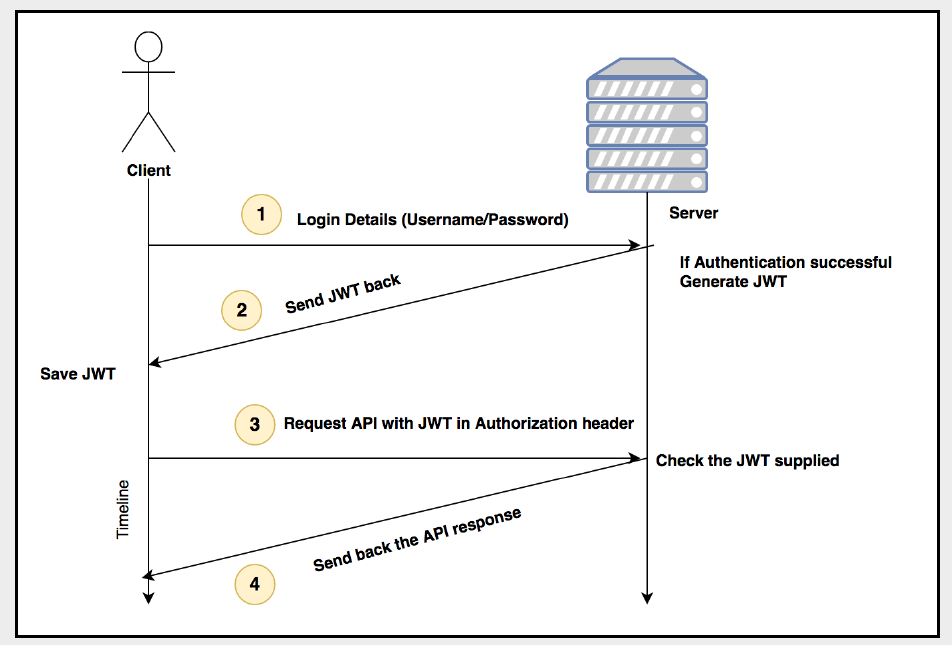 Client
1
Login Details (Username/Password)
Server
If Authentication successful
Generate JWT
2
Send JWT back
Save JWT
3
Request API with JWT in Authorization header
Check the JWT supplied
Timeline
Send back the API response
4